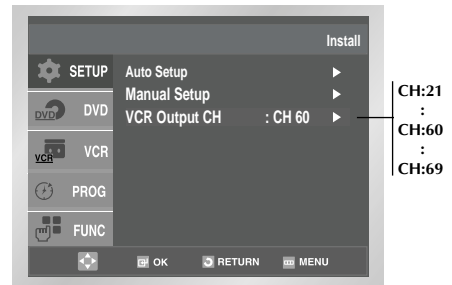 Install
SETUP
Auto Setup ►
Manual Setup ►
VCR Output CH : CH 60 ►
DVD DVD
VCR VCR
PROG
FUNC
OK RETURN MENU
CH:21
:
CH:60
:
CH:69